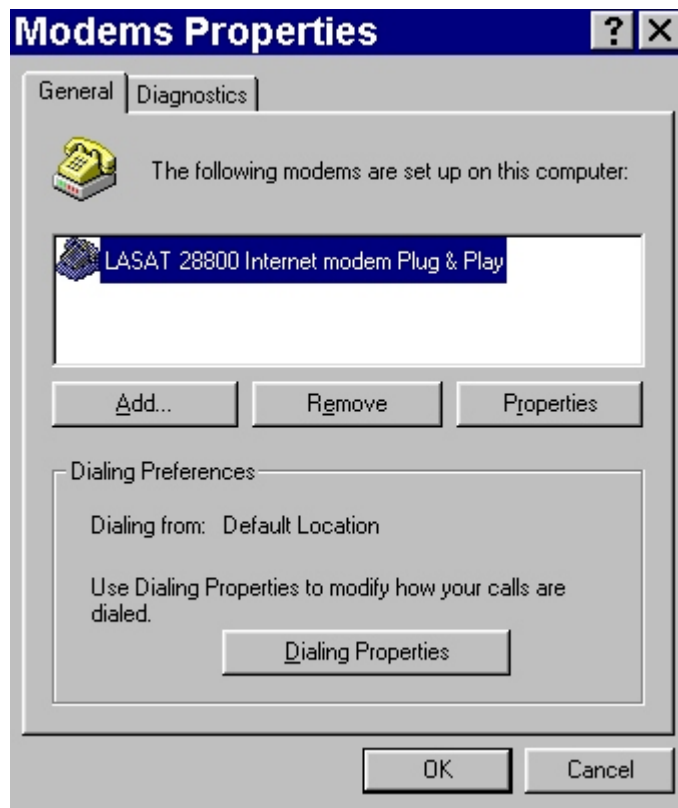 Modems Properties
? X
General Diagnostics
The following modems are set up on this computer:
LASAT 28800 Internet modem Plug & Play
Add... Remove Properties
Dialing Preferences
Dialing from: Default Location
Use Dialing Properties to modify how your calls are
dialed.
Dialing Properties
OK Cancel